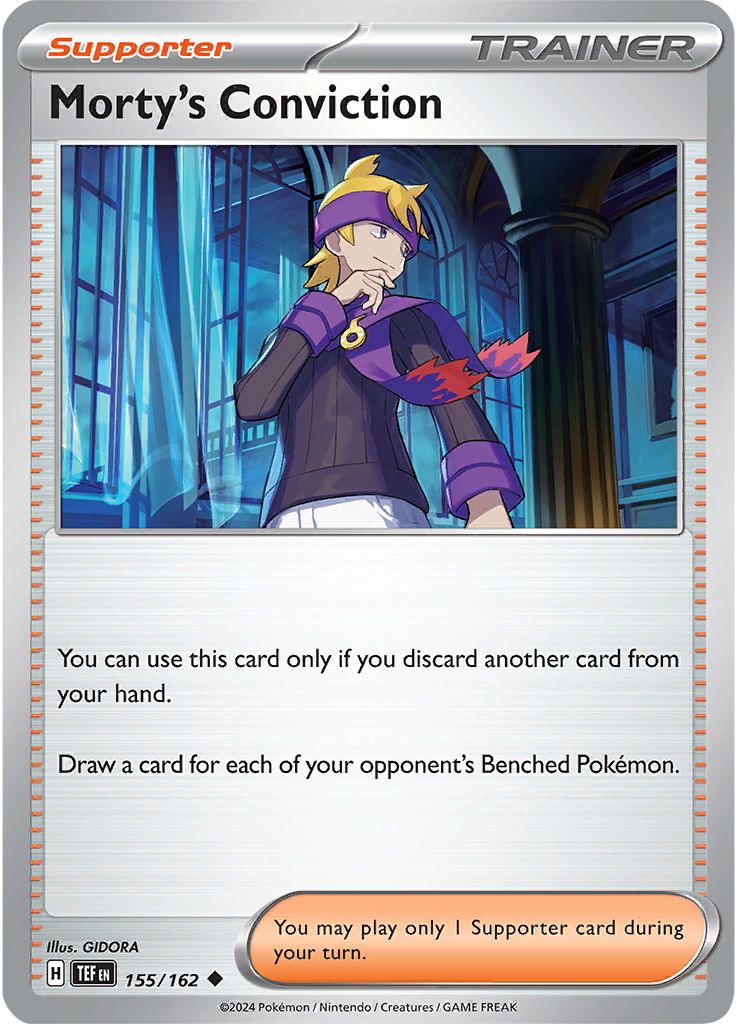 Supporter
TRAINER
Morty's Conviction
You can use this card only if you discard another card from
your hand.
Draw a card for each of your opponent's Benched Pokémon.
You may play only 1 Supporter card during
your turn.
Illus. GIDORA
H TEF EN 155/162
©2024 Pokémon / Nintendo / Creatures / GAME FREAK